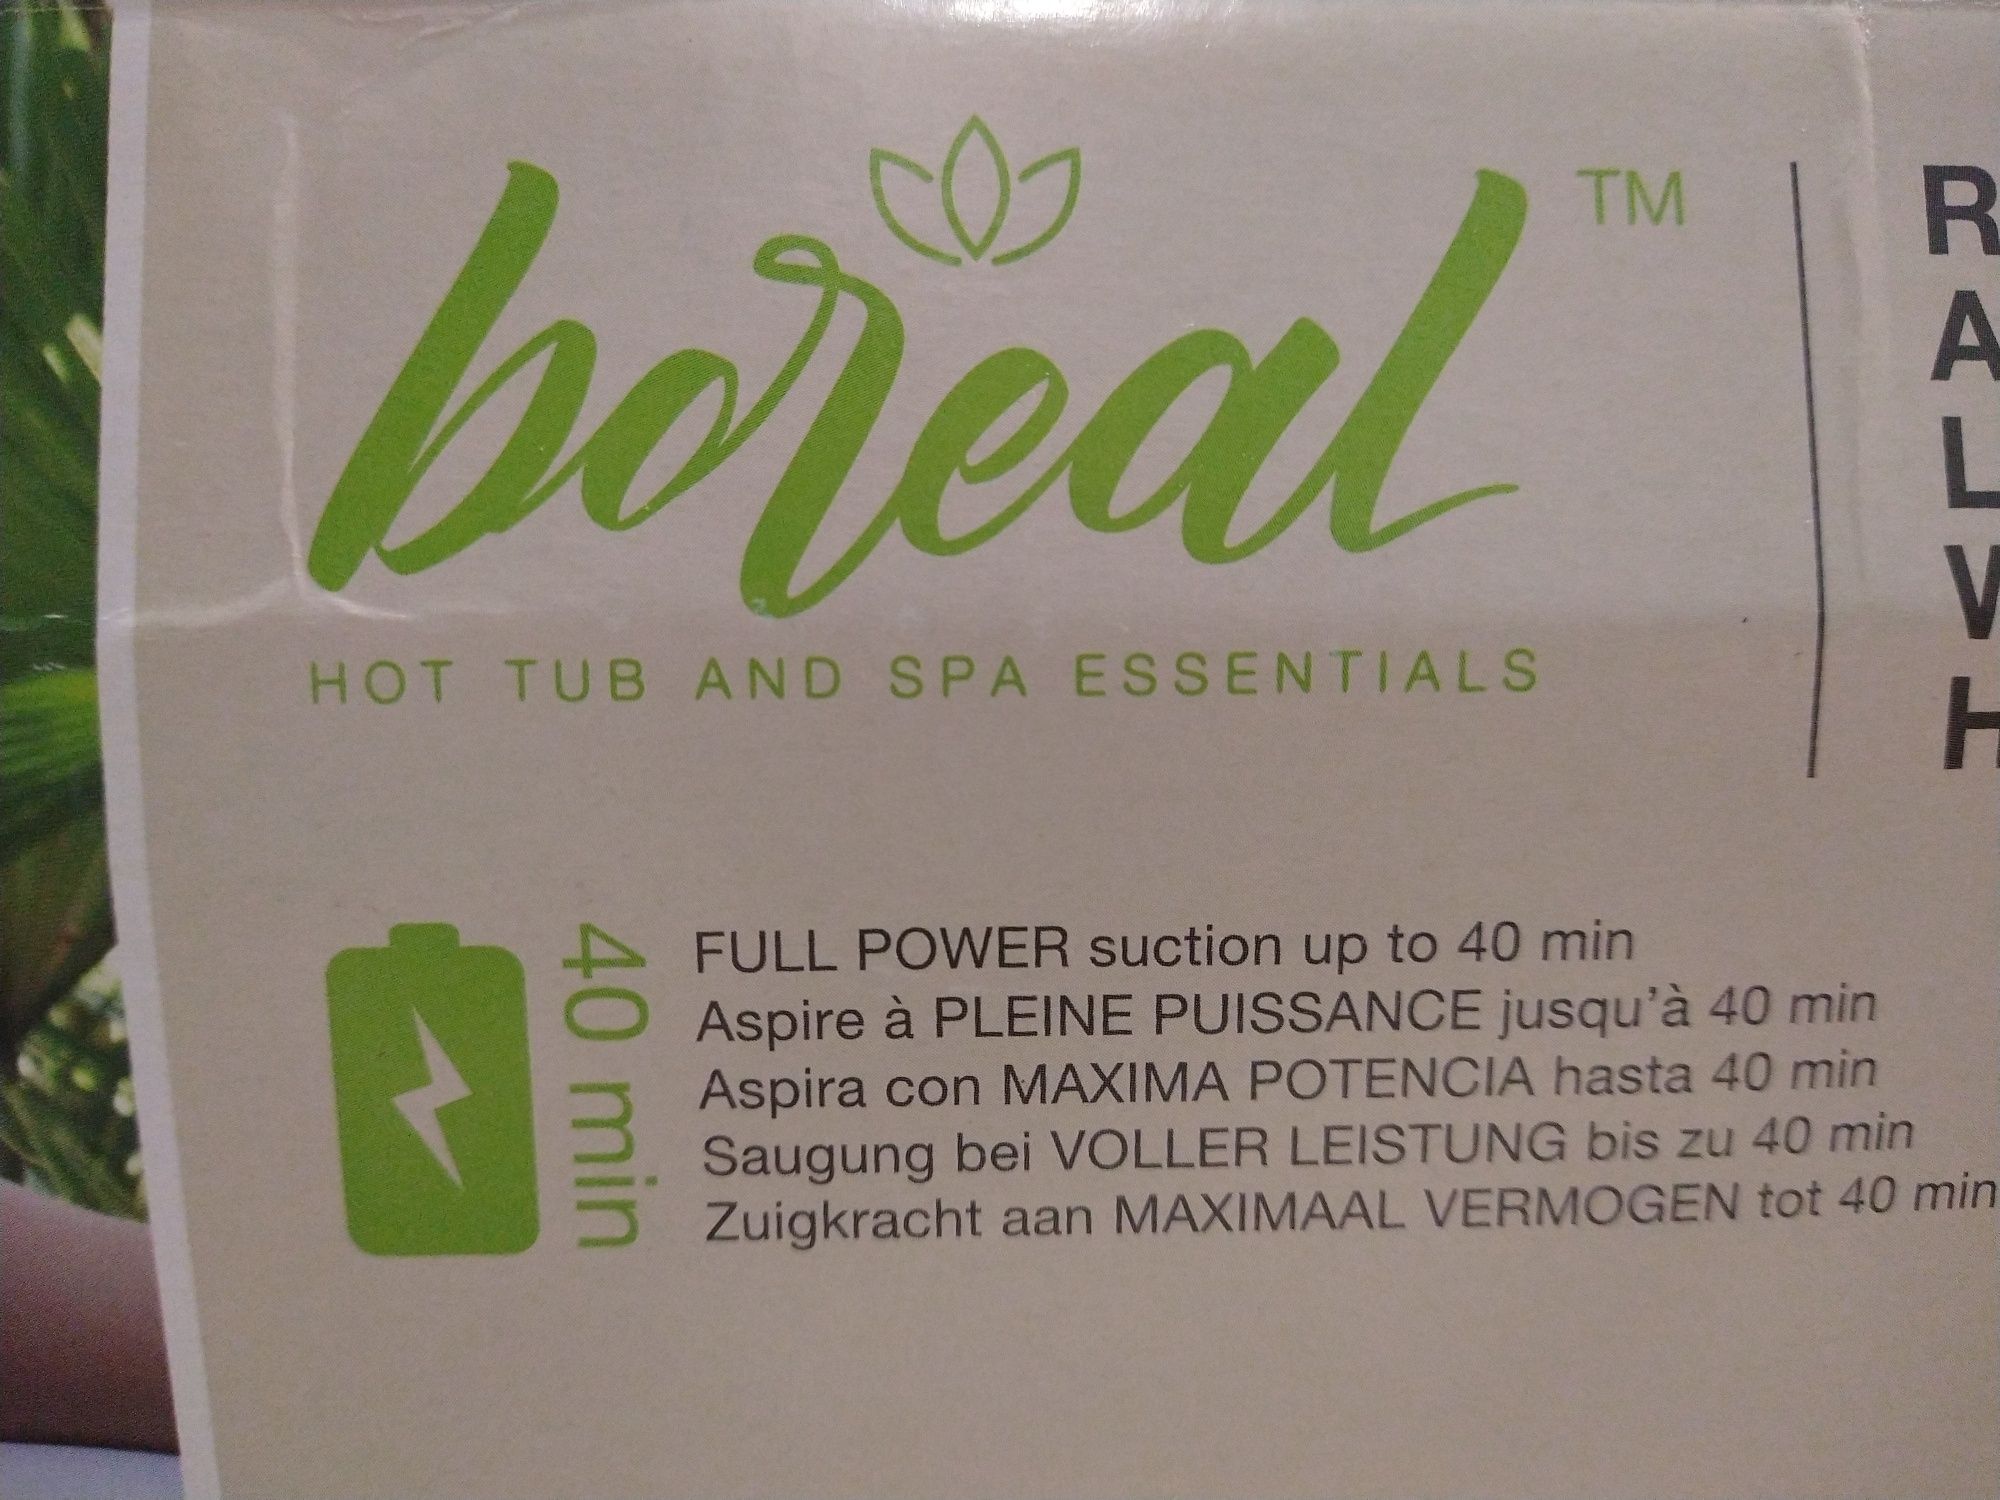 boreal TM
HOT TUB AND SPA ESSENTIALS
R
A
L
H
40 min
FULL POWER suction up to 40 min
Aspire à PLEINE PUISSANCE jusqu'à 40 min
Aspira con MAXIMA POTENCIA hasta 40 min
Saugung bei VOLLER LEISTUNG bis zu 40 min
Zuigkracht aan MAXIMAAL VERMOGEN tot 40 min